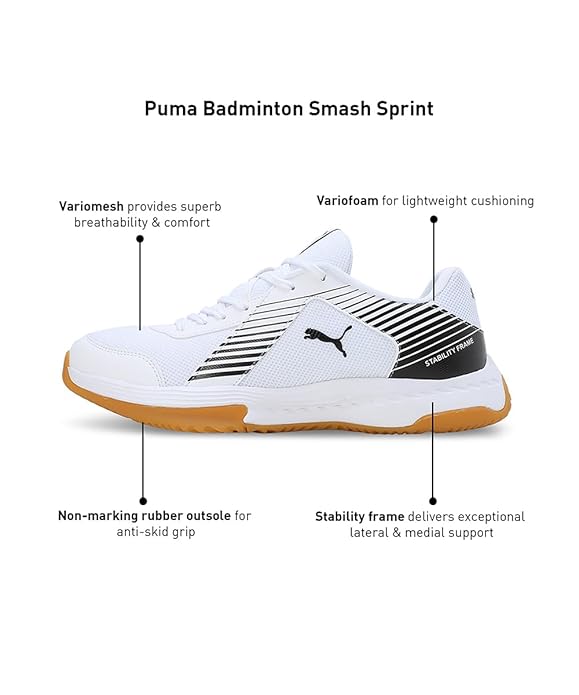 Puma Badminton Smash Sprint
Variomesh provides superb
breathability & comfort
Variofoam for lightweight cushioning
STABILITY FRAME
Non-marking rubber outsole for
anti-skid grip
Stability frame delivers exceptional
lateral & medial support